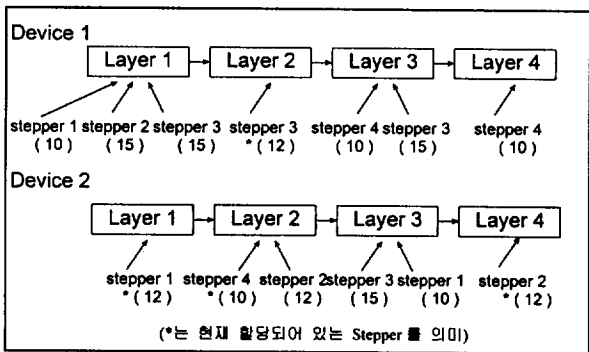 Device 1
Layer 1 Layer 2 Layer 3 Layer 4
stepper 1 stepper 2 stepper 3 stepper 3 stepper 4 stepper 3 stepper 4
( 10 ) (15) (15) *( 12 ) (10) (15) (10)
Device 2
Layer 1 Layer 2 Layer 3 Layer 4
stepper 1 stepper 4 stepper 2 stepper 3 stepper 1 stepper 2
*( 12 ) *( 10 ) (12) (15) (10) *( 12 )
(*는 현재 할당되어 있는 Stepper 를 의미)